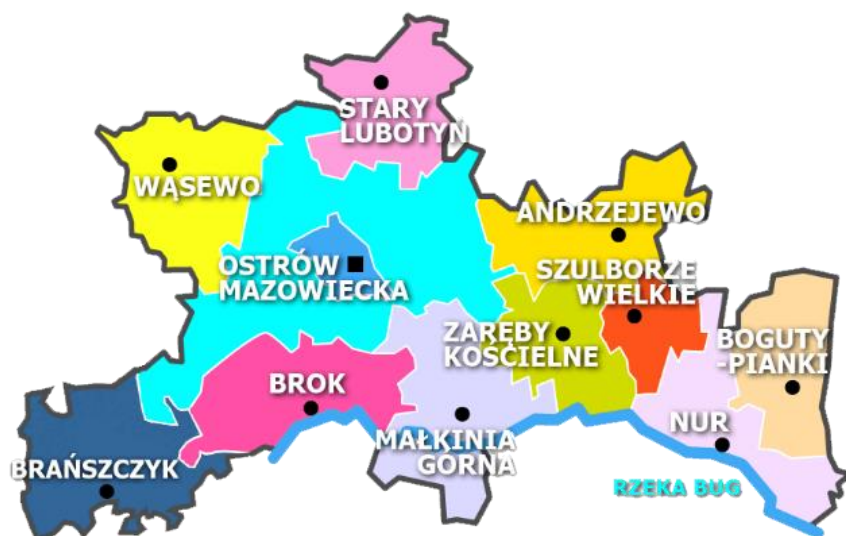 STARY
LUBOTYŃ
WĄSEWO
ANDRZEJEWO
OSTRÓW
MAZOWIECKA
SZULBORZE
WIELKIE
ZARĘBY
KOŚCIELNE
BOGUTY
-PIANKI
BROK
MAŁKINIA
GÓRNA
NUR
BRAŃSZCZYK
RZEKA BUG